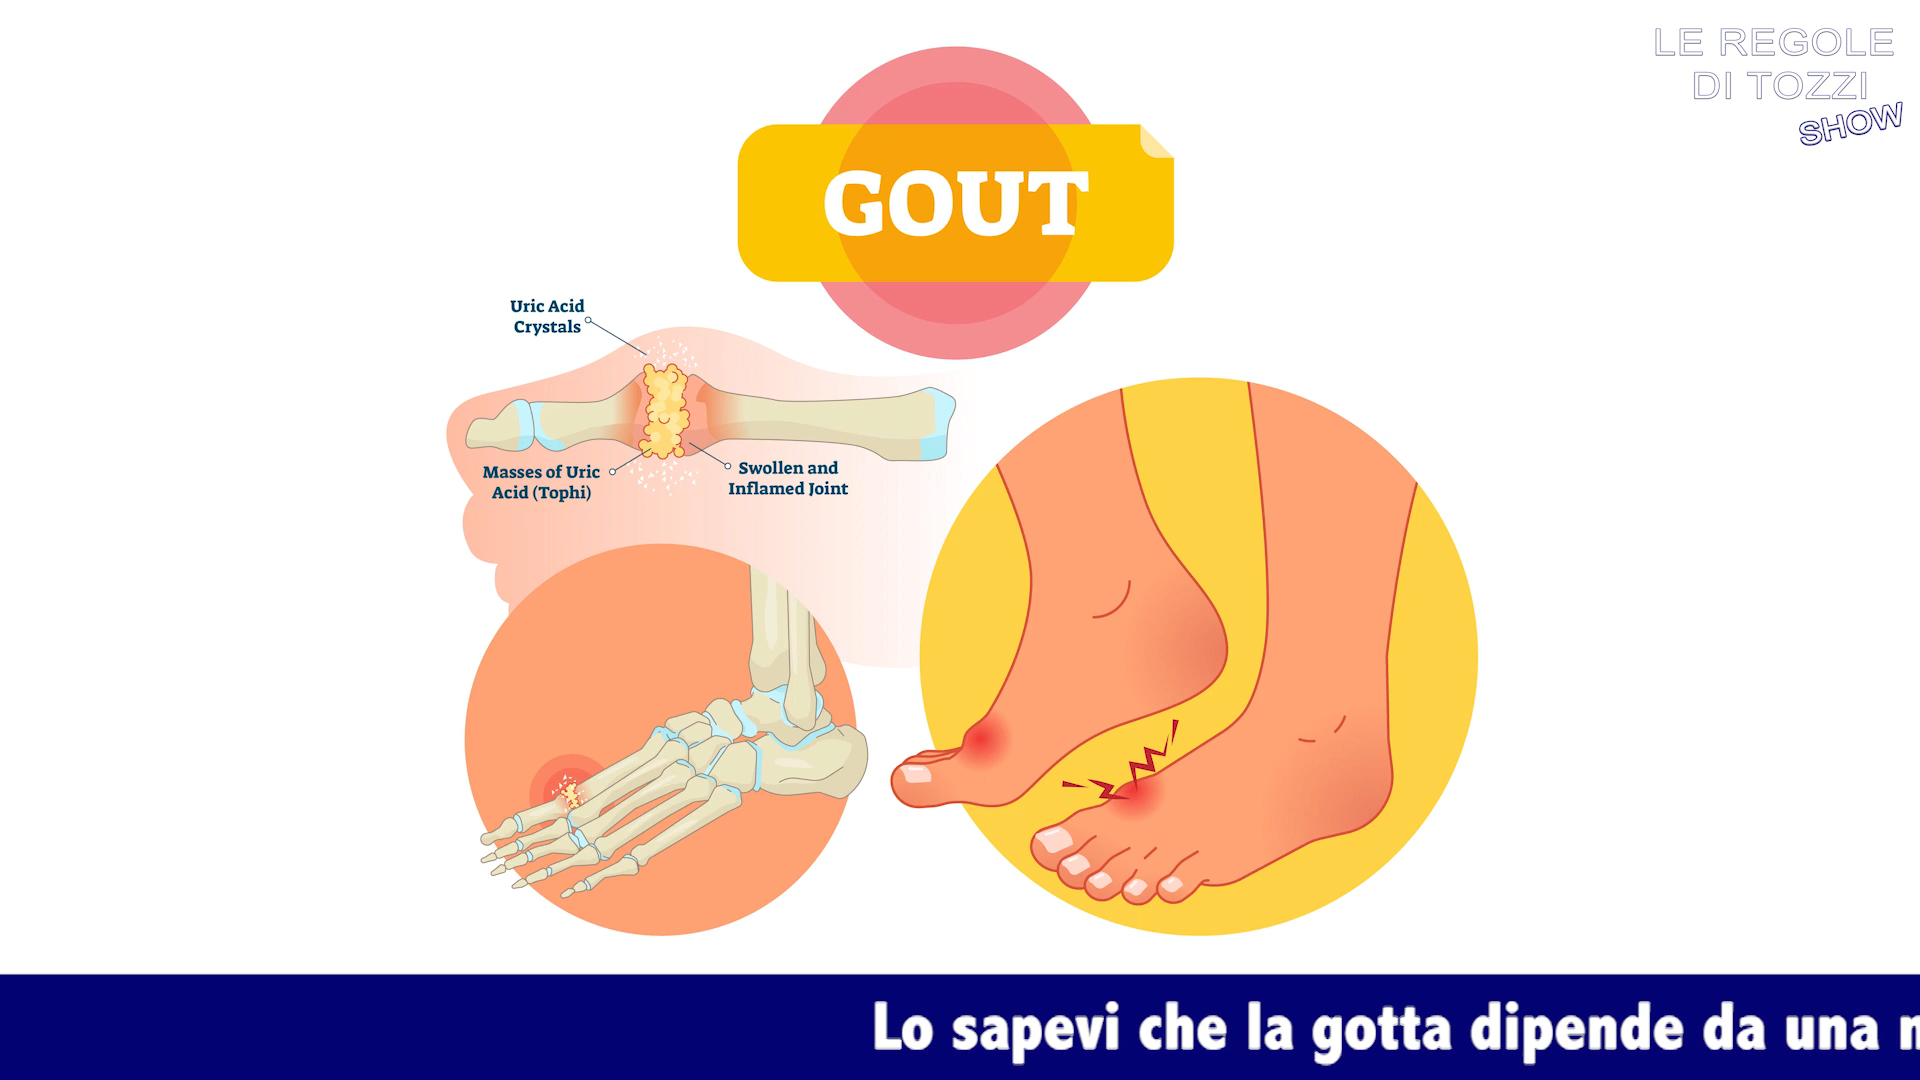 LE REGOLE
DI TOZZI
SHOW
GOUT
Uric Acid
Crystals
Masses of Uric
Acid (Tophi)
Swollen and
Inflamed Joint
Lo sapevi che la gotta dipende da una